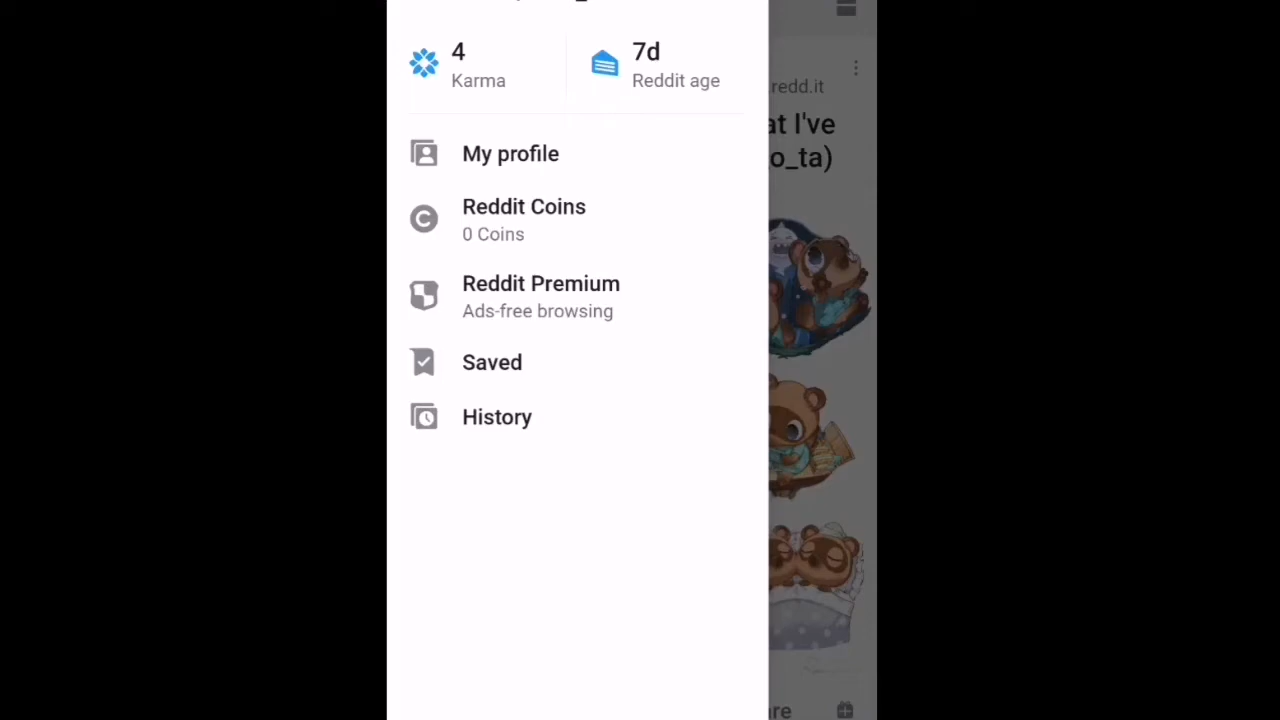 4
Karma
7d
Reddit age
My profile
Reddit Coins
0 Coins
Reddit Premium
Ads-free browsing
Saved
History
.redd.it
at I've
o_ta)
are